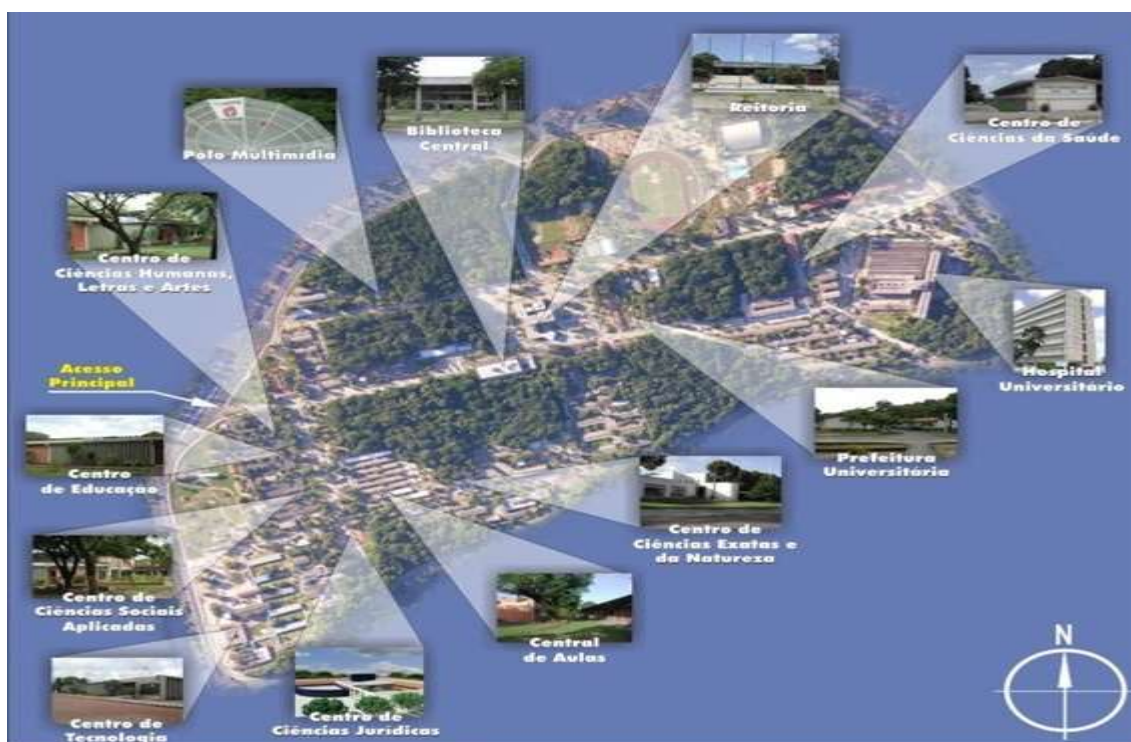 Reitoria
Biblioteca
Central
Centro de
Ciências da Saúde
Polo Multimídia
Centro de
Ciências Humanas,
Letras e Artes
Acesso
Principal
Hospital
Universitário
Prefeitura
Universitária
Centro
de Educação
Centro de
Ciências Exatas e
da Natureza
Centro de
Ciências Sociais
Aplicadas
Central
de Aulas
N
Centro de
Ciências Jurídicas
Centro de
Tecnologia